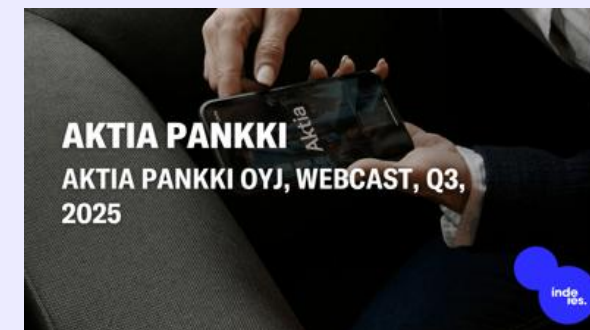 AKTIA PANKKI
Aktia
AKTIA PANKKI OYJ, WEBCAST, Q3,
2025
inde
res.